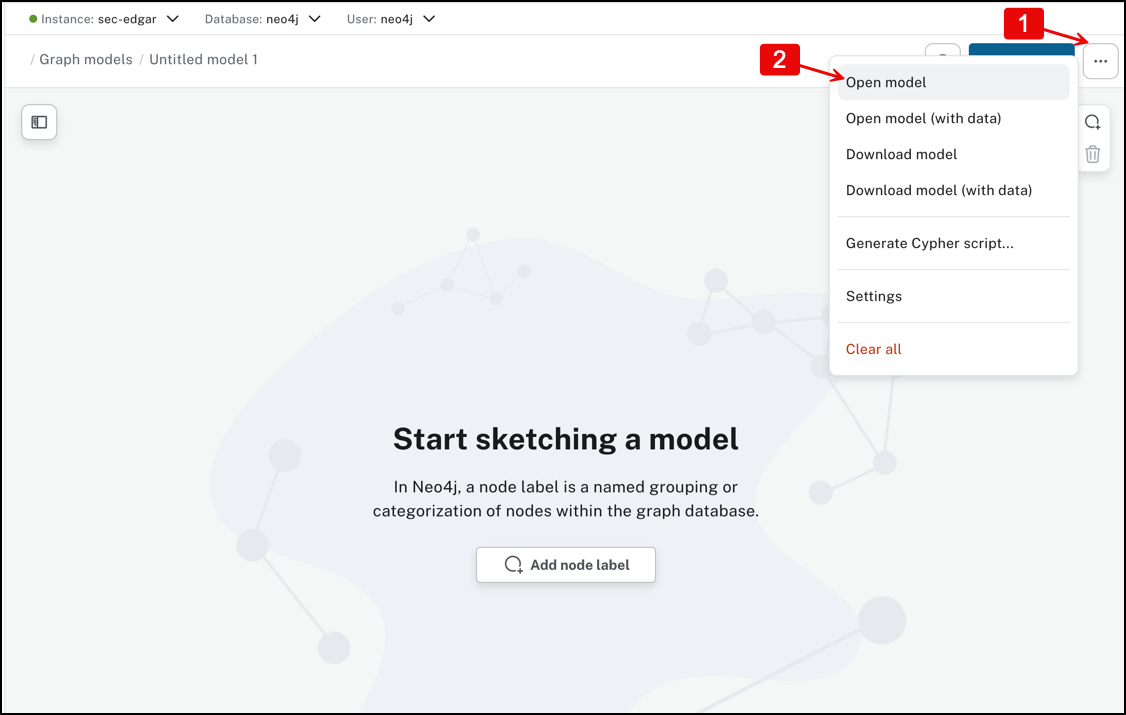 Instance: sec-edgar Database: neo4j User: neo4j
1
/ Graph models / Untitled model 1
2
...
Open model
Open model (with data)
Download model
Download model (with data)
Generate Cypher script...
Settings
Clear all
Start sketching a model
In Neo4j, a node label is a named grouping or
categorization of nodes within the graph database.
Add node label